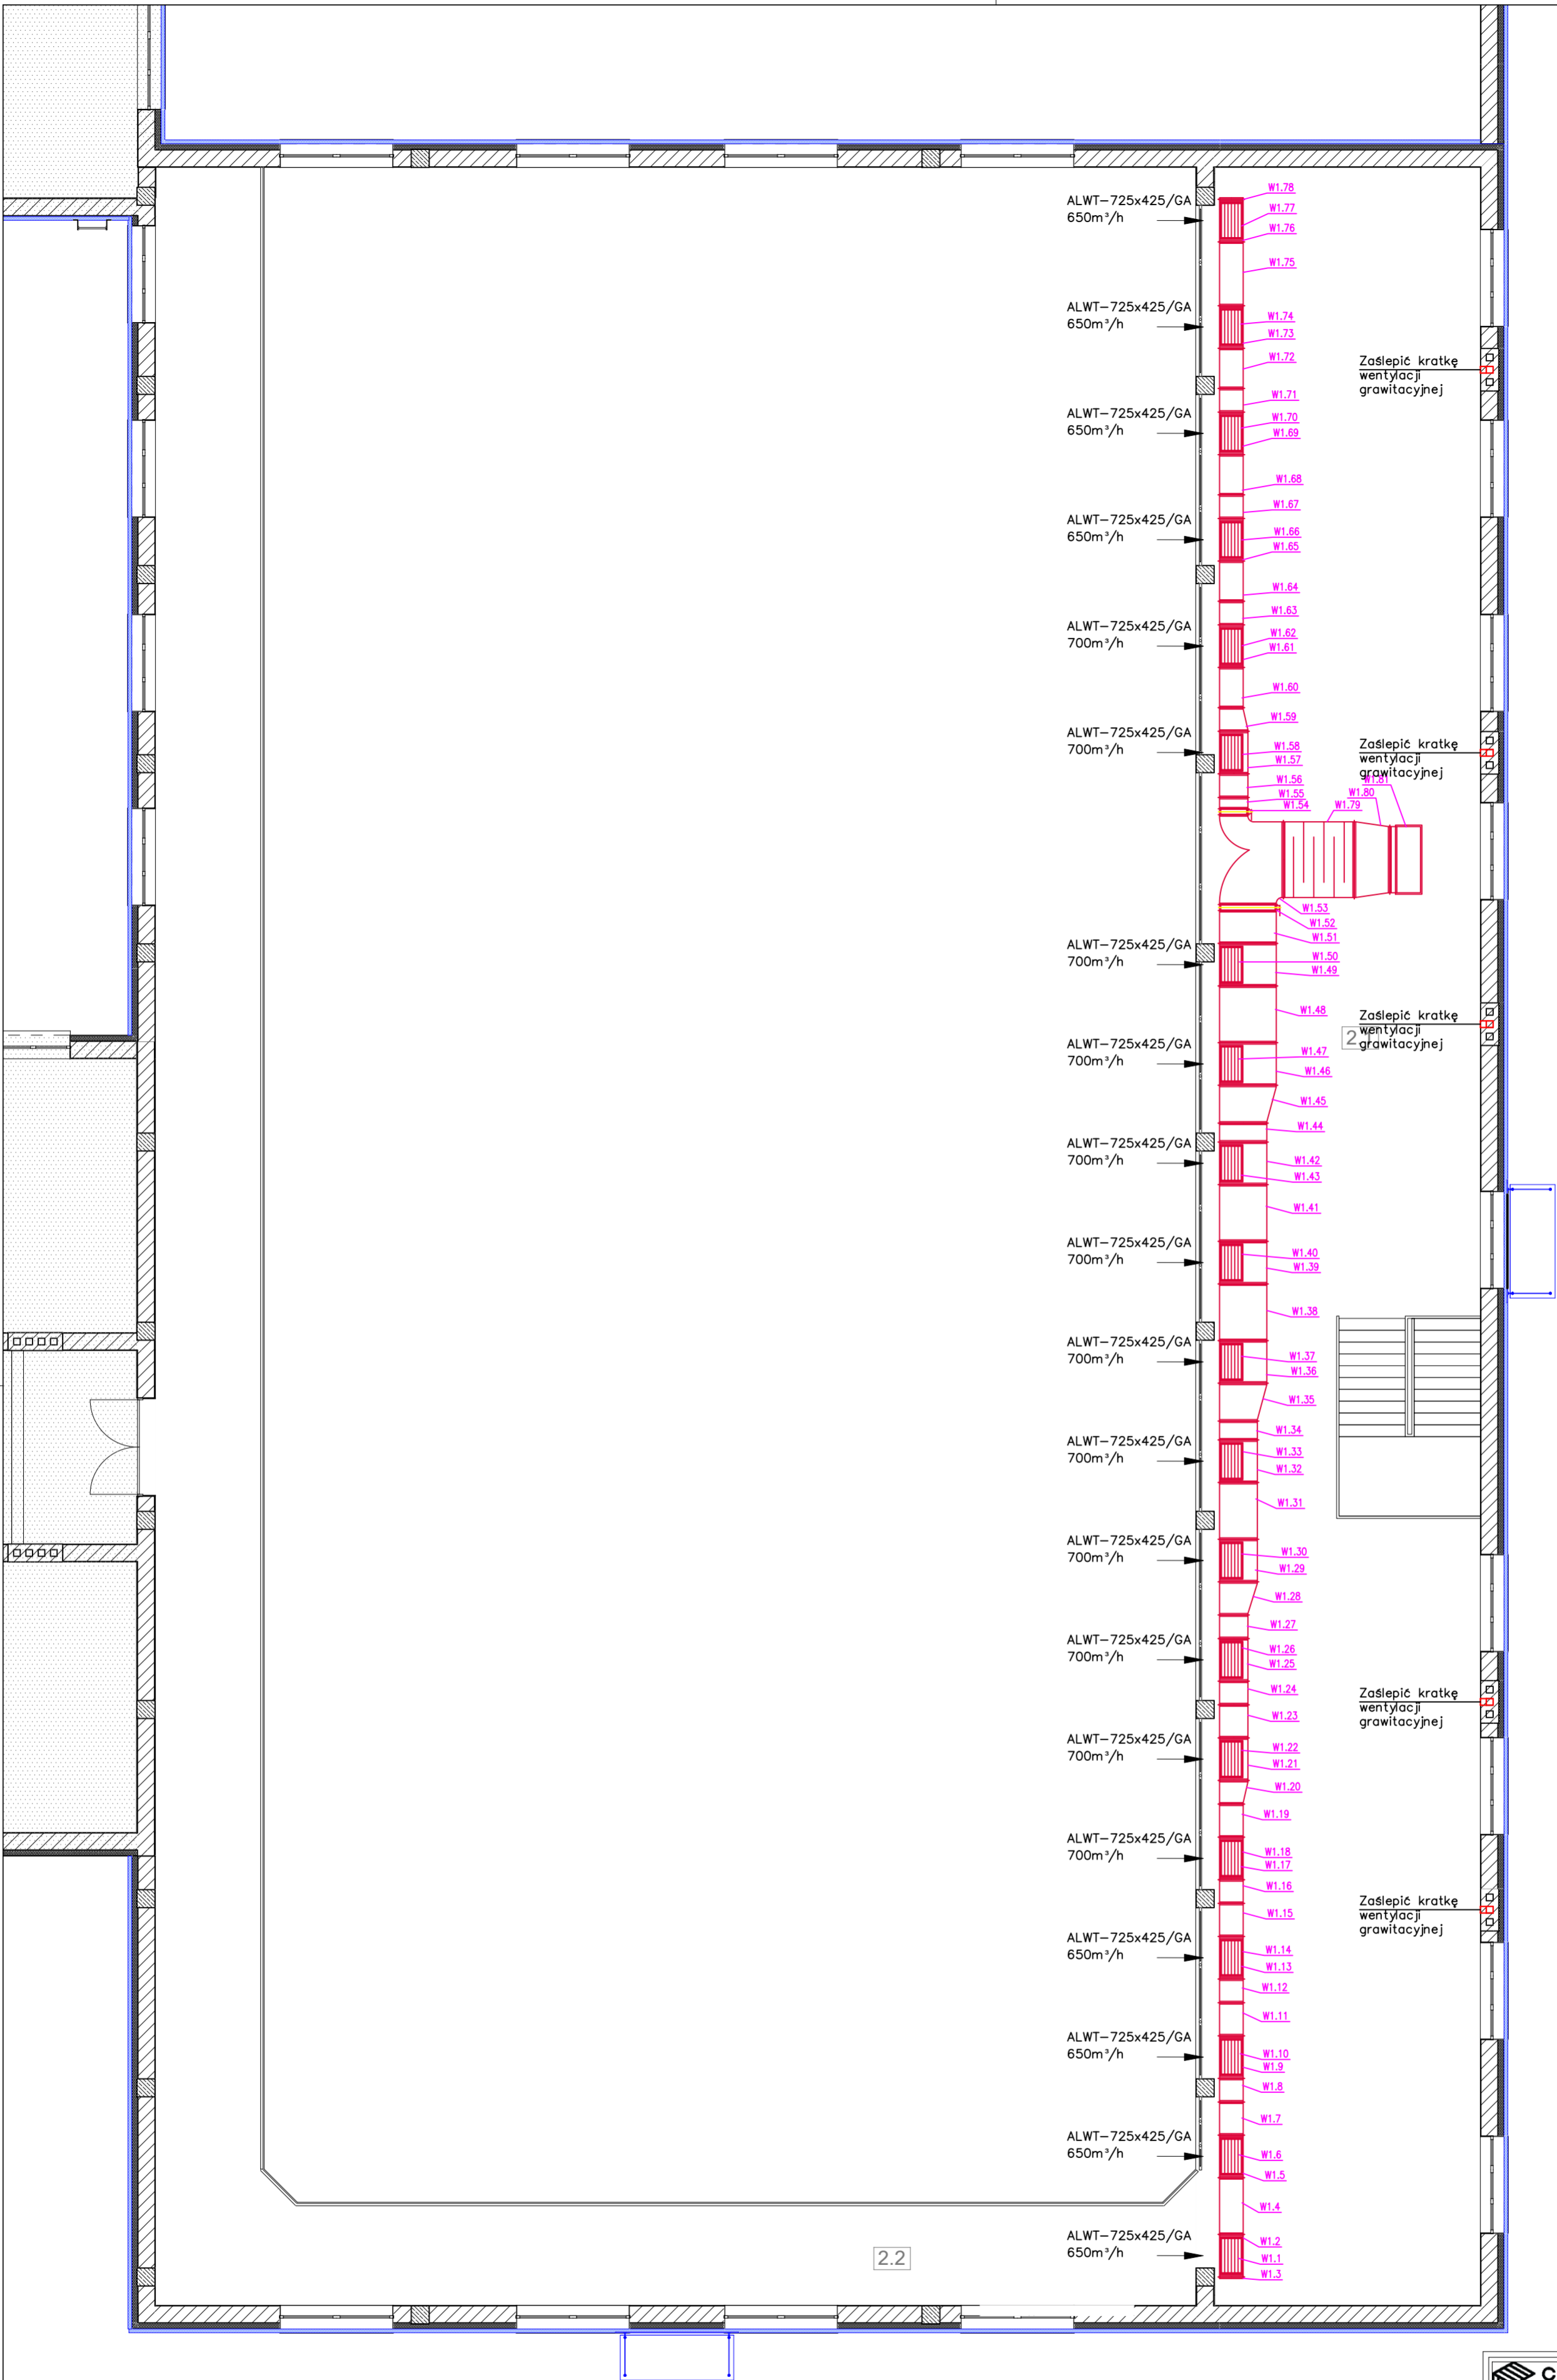 ALWT-725x425/GA
650m³/h
W1.78
W1.77
W1.76
W1.75
ALWT-725x425/GA
650m³/h
W1.74
W1.73
W1.72
Zaślepić kratkę
wentylacji
grawitacyjnej
W1.71
ALWT-725x425/GA
650m³/h
W1.70
W1.69
W1.68
W1.67
ALWT-725x425/GA
650m³/h
W1.66
W1.65
W1.64
W1.63
ALWT-725x425/GA
700m³/h
W1.62
W1.61
W1.60
W1.59
ALWT-725x425/GA
700m³/h
W1.58
W1.57
Zaślepić kratkę
wentylacji
grawitacyjnej
W1.56
W1.81
W1.55
W1.80
W1.54
W1.79
W1.53
W1.52
W1.51
ALWT-725x425/GA
700m³/h
W1.50
W1.49
W1.48
Zaślepić kratkę
wentylacji
grawitacyjnej
ALWT-725x425/GA
700m³/h
W1.47
W1.46
W1.45
W1.44
ALWT-725x425/GA
700m³/h
W1.42
W1.43
W1.41
ALWT-725x425/GA
700m³/h
W1.40
W1.39
W1.38
ALWT-725x425/GA
700m³/h
W1.37
W1.36
W1.35
W1.34
ALWT-725x425/GA
700m³/h
W1.33
W1.32
W1.31
ALWT-725x425/GA
700m³/h
W1.30
W1.29
W1.28
W1.27
ALWT-725x425/GA
700m³/h
W1.26
W1.25
W1.24
Zaślepić kratkę
wentylacji
grawitacyjnej
W1.23
ALWT-725x425/GA
700m³/h
W1.22
W1.21
W1.20
W1.19
ALWT-725x425/GA
700m³/h
W1.18
W1.17
W1.16
Zaślepić kratkę
wentylacji
grawitacyjnej
W1.15
ALWT-725x425/GA
650m³/h
W1.14
W1.13
W1.12
W1.11
ALWT-725x425/GA
650m³/h
W1.10
W1.9
W1.8
W1.7
ALWT-725x425/GA
650m³/h
W1.6
W1.5
W1.4
ALWT-725x425/GA
650m³/h
W1.2
W1.1
W1.3
2.2